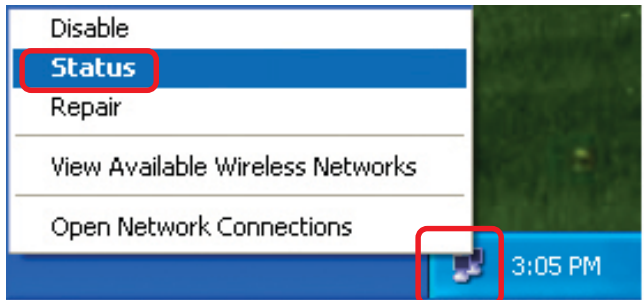 Disable
Status
Repair
View Available Wireless Networks
Open Network Connections
3:05 PM